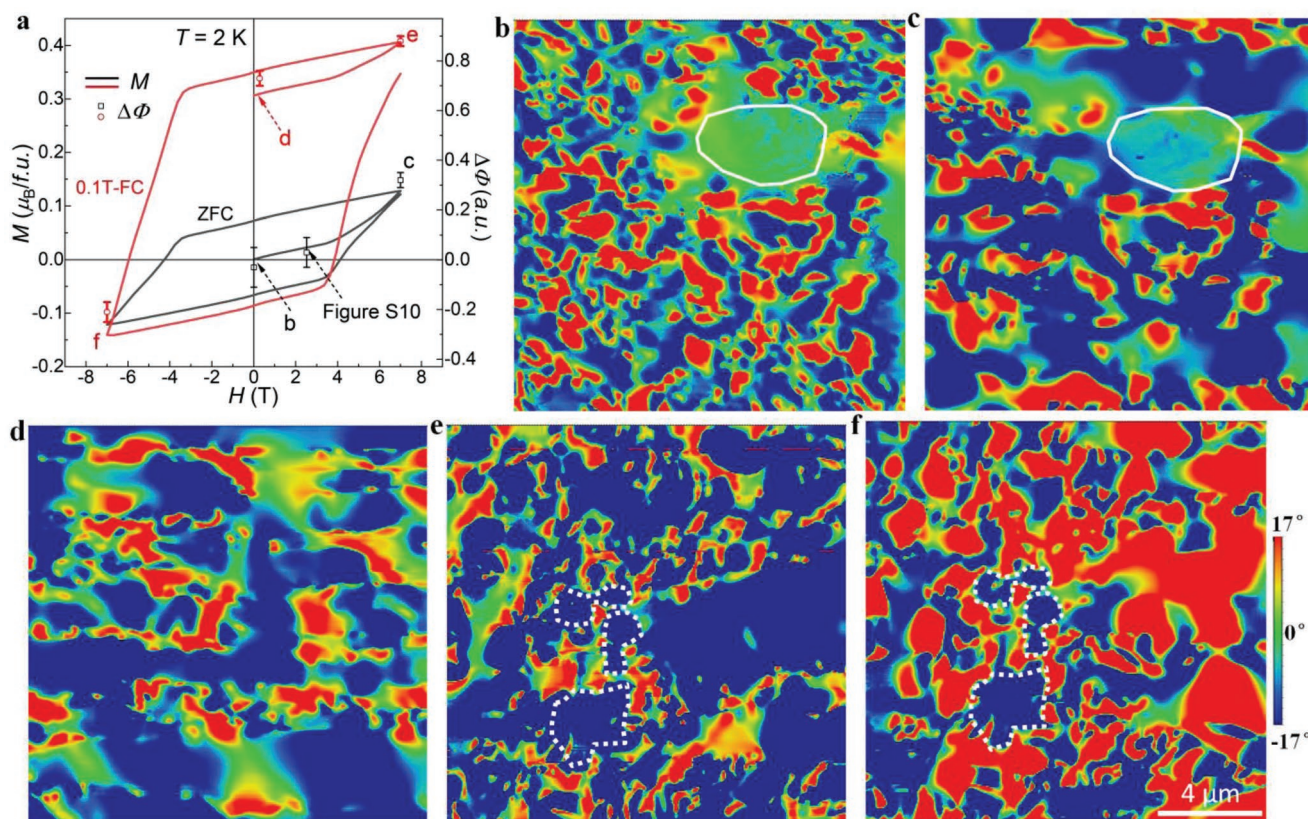 a
T = 2 K
e
M
ΔΦ
d
c
0.1T-FC
ZFC
b
Figure S10
f
M (μB/f.u.)
0.4
0.3
0.2
0.1
0.0
-0.1
-0.2
ΔΦ (a.u.)
0.8
0.6
0.4
0.2
0.0
-0.2
-0.4
-8 -6 -4 -2 0 2 4 6 8
H (T)
b
c
d
e
f
17°
0°
-17°
4 μm